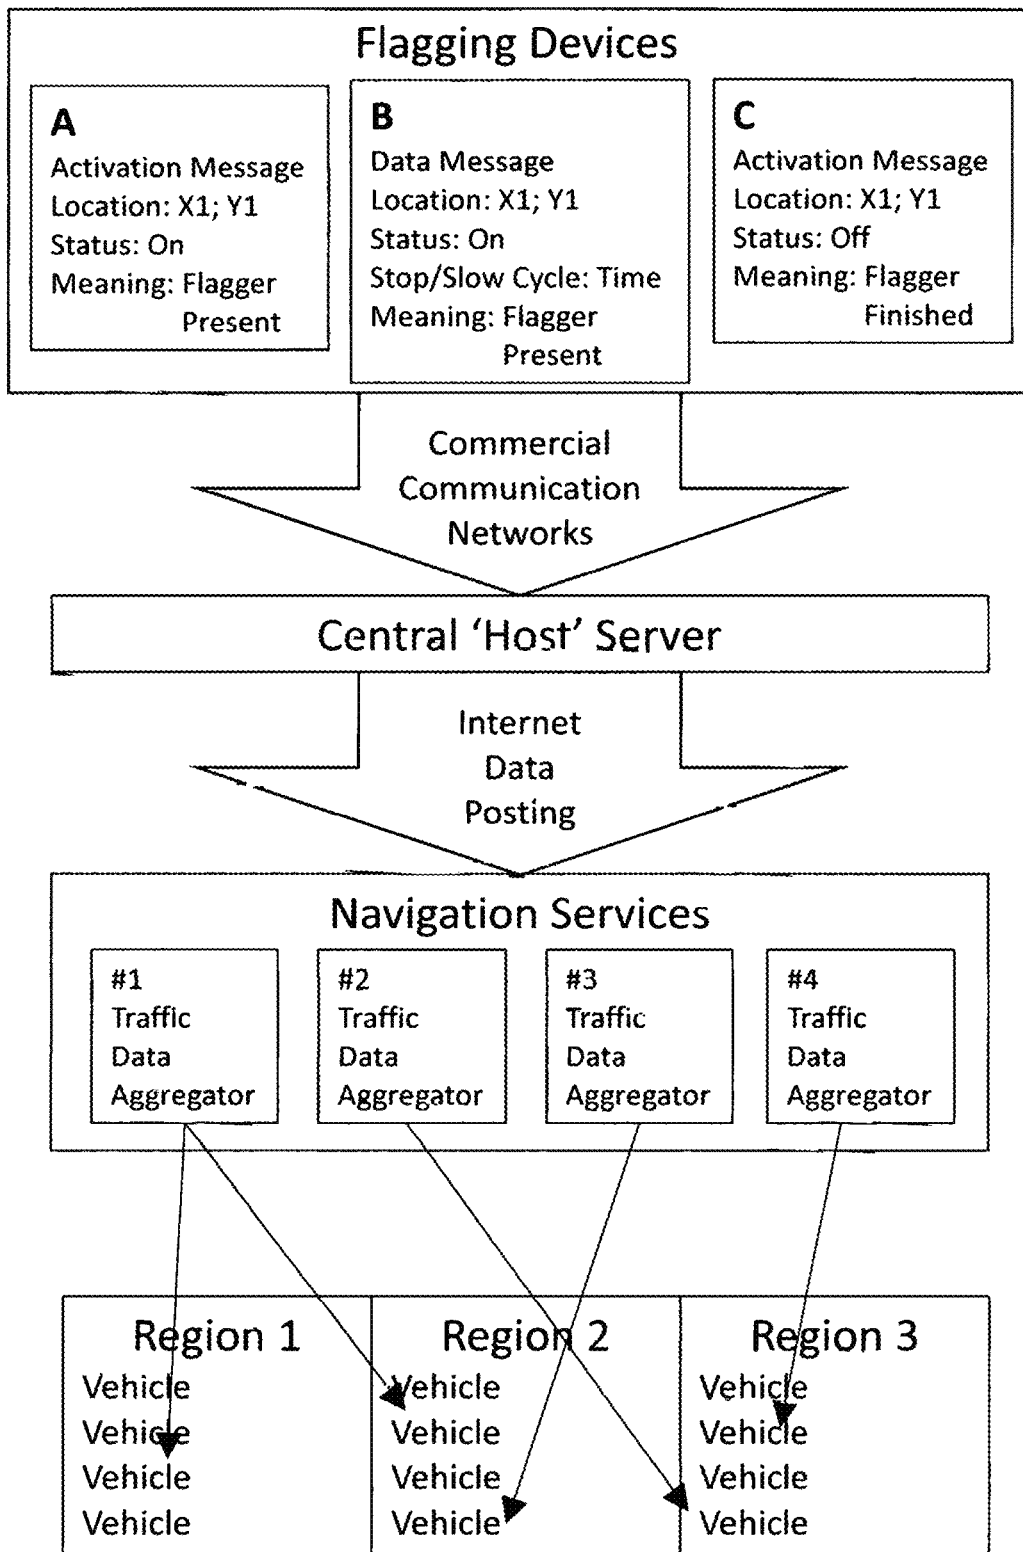 Flagging Devices
A
Activation Message
Location: X1; Y1
Status: On
Meaning: Flagger
Present
B
Data Message
Location: X1; Y1
Status: On
Stop/Slow Cycle: Time
Meaning: Flagger
Present
C
Activation Message
Location: X1; Y1
Status: Off
Meaning: Flagger
Finished
Commercial
Communication
Networks
Central ‘Host’ Server
Internet
Data
Posting
Navigation Services
#1
Traffic
Data
Aggregator
#2
Traffic
Data
Aggregator
#3
Traffic
Data
Aggregator
#4
Traffic
Data
Aggregator
Region 1
Vehicle
Vehicle
Vehicle
Vehicle
Region 2
Vehicle
Vehicle
Vehicle
Vehicle
Region 3
Vehicle
Vehicle
Vehicle
Vehicle